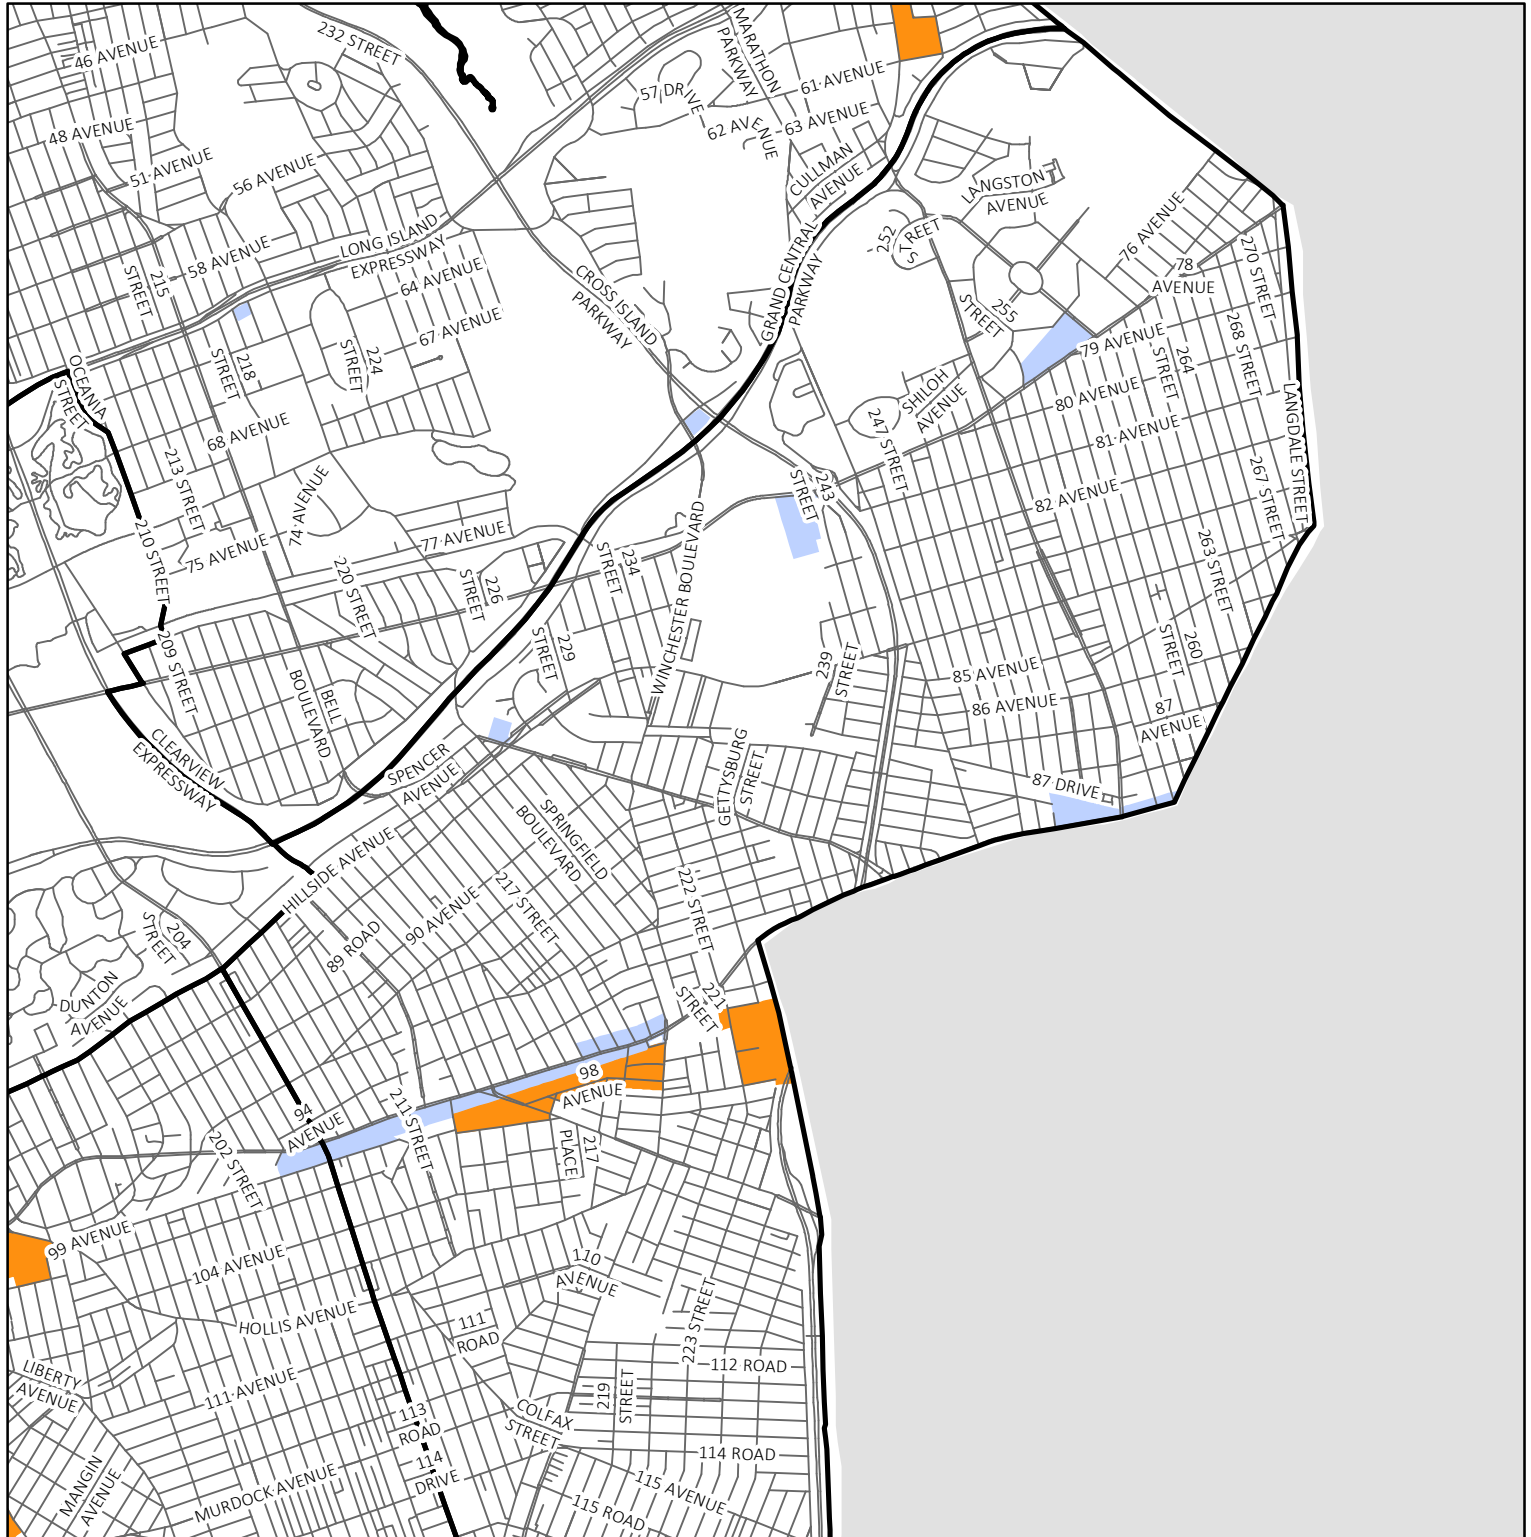 46 AVENUE
232 STREET
MARATHON
PARKWAY
57 DRIVE
61 AVENUE
62 AVENUE
63 AVENUE
48 AVENUE
51 AVENUE
56 AVENUE
CULLMAN
AVENUE
LANGSTON
AVENUE
58 AVENUE
LONG ISLAND
EXPRESSWAY
64 AVENUE
67 AVENUE
215
STREET
CROSS ISLAND
PARKWAY
GRAND CENTRAL
PARKWAY
252
STREET
76 AVENUE
78
AVENUE
270 STREET
255
STREET
79 AVENUE
268 STREET
264
STREET
218
STREET
224
STREET
OCEANIA
STREET
68 AVENUE
SHILOH
AVENUE
80 AVENUE
81 AVENUE
LANGDALE STREET
247 STREET
213 STREET
74 AVENUE
243
STREET
82 AVENUE
267 STREET
210 STREET
75 AVENUE
77 AVENUE
220 STREET
226
STREET
234
STREET
WINCHESTER BOULEVARD
263 STREET
260
STREET
209 STREET
229
STREET
239
STREET
85 AVENUE
86 AVENUE
87
AVENUE
BELL
BOULEVARD
CLEARVIEW
EXPRESSWAY
SPENCER
AVENUE
GETTYSBURG
STREET
87 DRIVE
SPRINGFIELD
BOULEVARD
HILLSIDE AVENUE
217 STREET
222 STREET
90 AVENUE
89 ROAD
204
STREET
DUNTON
AVENUE
221
STREET
98
AVENUE
94
AVENUE
211 STREET
202 STREET
217
PLACE
99 AVENUE
104 AVENUE
110
AVENUE
HOLLIS AVENUE
111
ROAD
223 STREET
112 ROAD
LIBERTY
AVENUE
111 AVENUE
219
STREET
113
ROAD
COLFAX
STREET
114 ROAD
114
DRIVE
MANGIN
AVENUE
MURDOCK AVENUE
115 AVENUE
115 ROAD